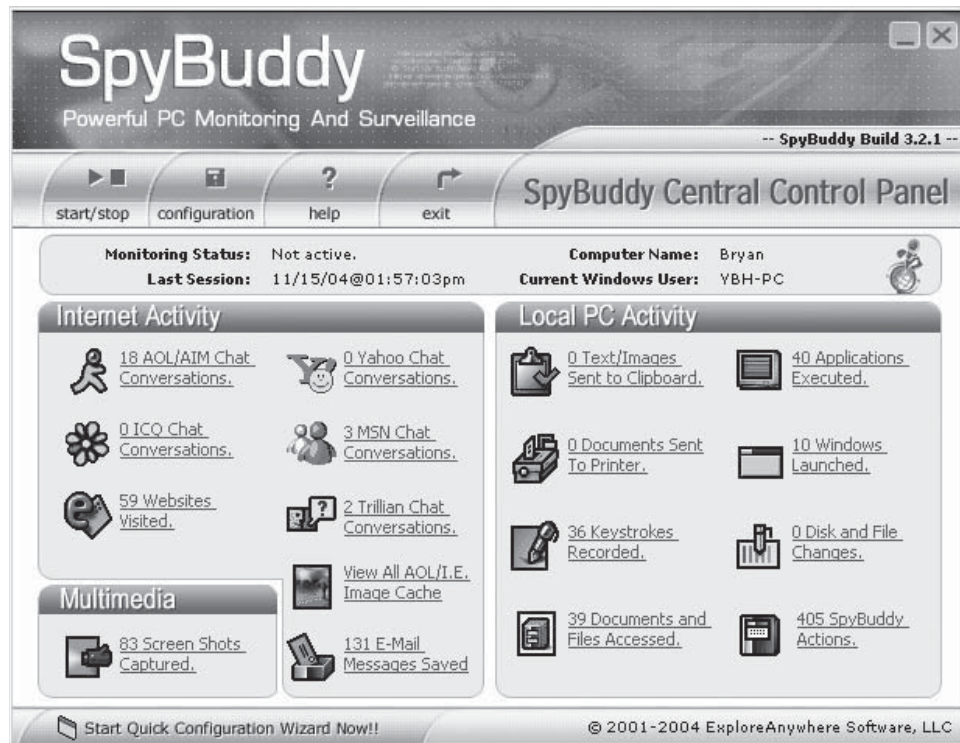 SpyBuddy
Powerful PC Monitoring And Surveillance
-- SpyBuddy Build 3.2.1 --
start/stop
configuration
?
help
exit
SpyBuddy Central Control Panel
Monitoring Status: Not active.
Last Session: 11/15/04@01:57:03pm
Computer Name: Bryan
Current Windows User: YBH-PC
Internet Activity
18 AOL/AIM Chat
Conversations.
0 Yahoo Chat
Conversations.
0 ICQ Chat
Conversations.
3 MSN Chat
Conversations.
59 Websites
Visited.
2 Trillian Chat
Conversations.
View All AOL/I.E.
Image Cache
131 E-Mail
Messages Saved
Multimedia
83 Screen Shots
Captured.
Local PC Activity
0 Text/Images
Sent to Clipboard.
40 Applications
Executed.
0 Documents Sent
To Printer.
10 Windows
Launched.
36 Keystrokes
Recorded.
0 Disk and File
Changes.
39 Documents and
Files Accessed.
405 SpyBuddy
Actions.
Start Quick Configuration Wizard Now!!
© 2001-2004 ExploreAnywhere Software, LLC